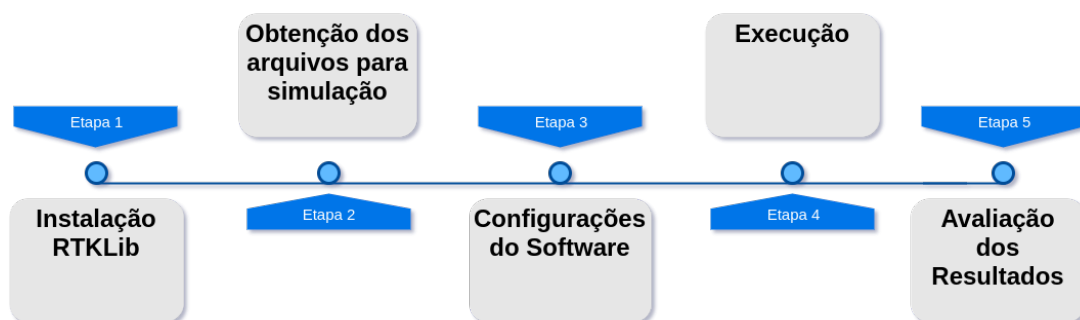 Etapa 1
Instalação
RTKLib
Obtenção dos
arquivos para
simulação
Etapa 2
Etapa 3
Configurações
do Software
Execução
Etapa 4
Etapa 5
Avaliação
dos
Resultados